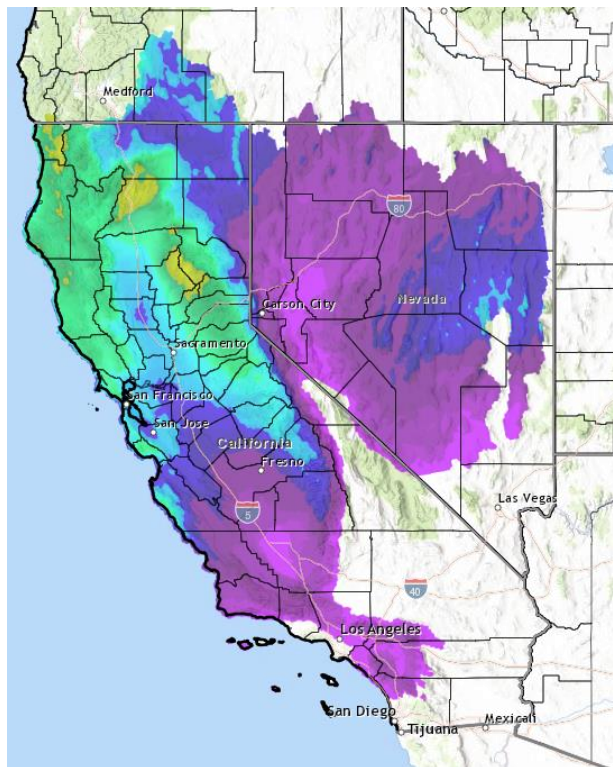 Medford
80
Carson City
Nevada
Sacramento
San Francisco
San Jose
California
Fresno
5
Las Vegas
40
Los Angeles
San Diego
Tijuana
Mexicali